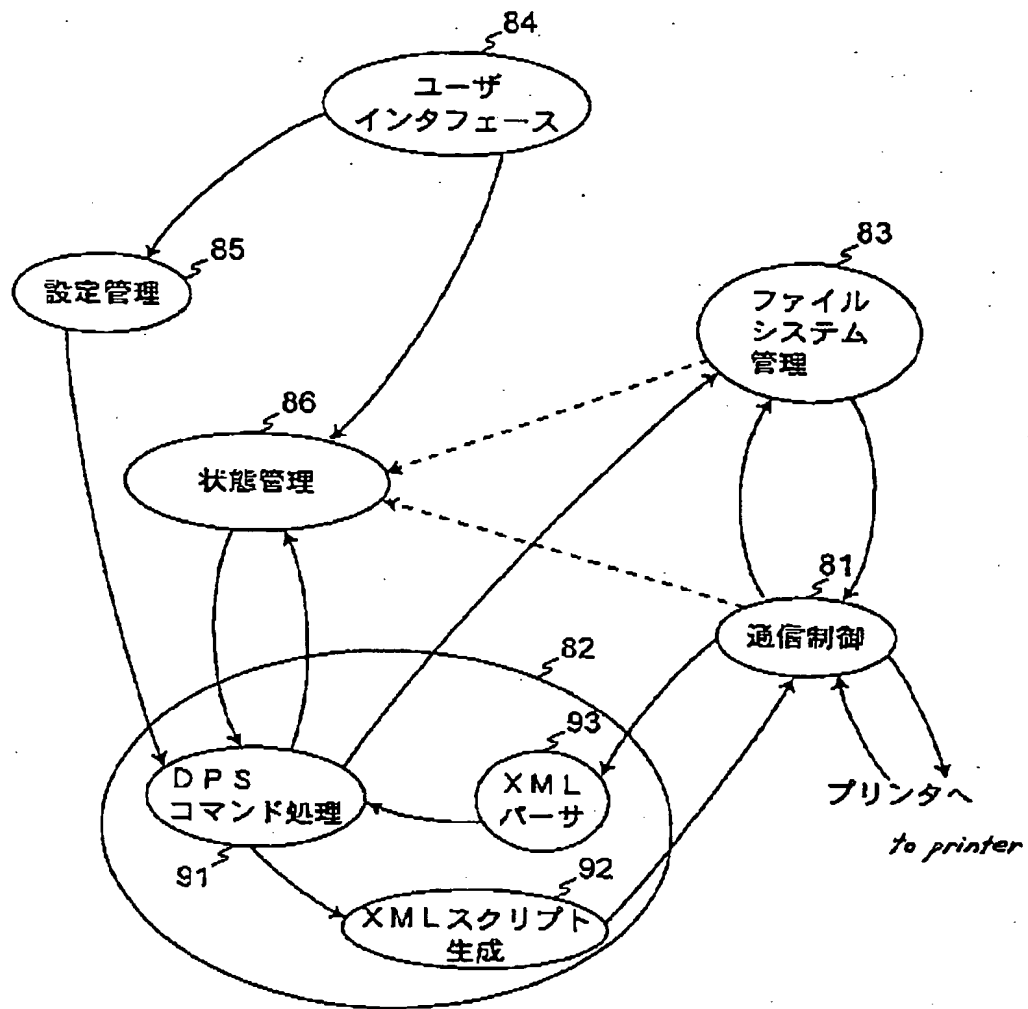 84
ユーザ
インタフェース
85
設定管理
83
ファイル
システム
管理
86
状態管理
81
通信制御
82
93
XML
パーサ
DPS
コマンド処理
91
92
XMLスクリプト
生成
プリンタへ
to printer